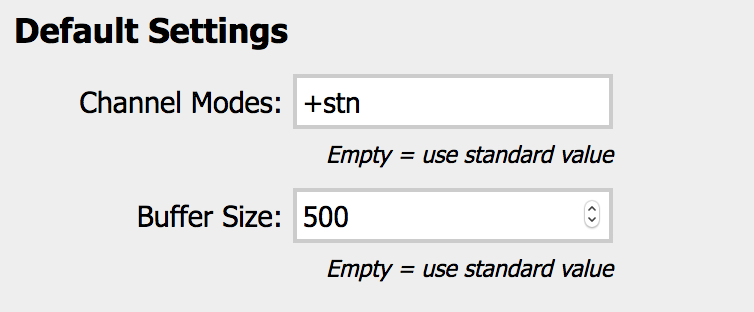 Default Settings
Channel Modes: +stn
Empty = use standard value
Buffer Size: 500
Empty = use standard value